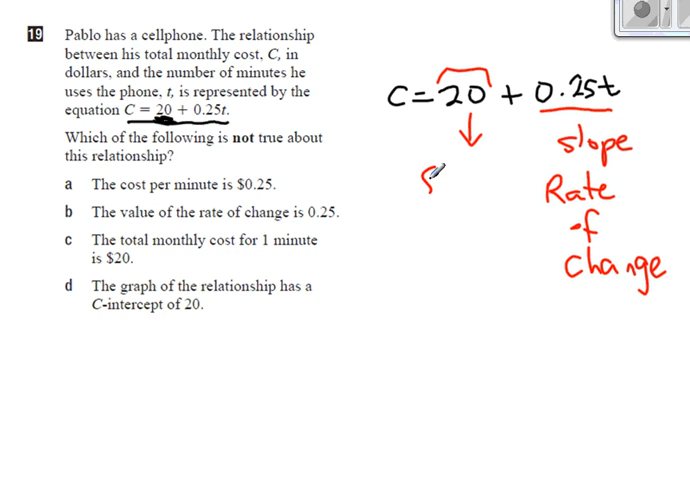 19 Pablo has a cellphone. The relationship
between his total monthly cost, C, in
dollars, and the number of minutes he
uses the phone, t, is represented by the
equation C = 20 + 0.25t.
Which of the following is not true about
this relationship?
a The cost per minute is $0.25.
b The value of the rate of change is 0.25.
c The total monthly cost for 1 minute
is $20.
d The graph of the relationship has a
C-intercept of 20.
C = 20 + 0.25t
slope
Rate
of
change